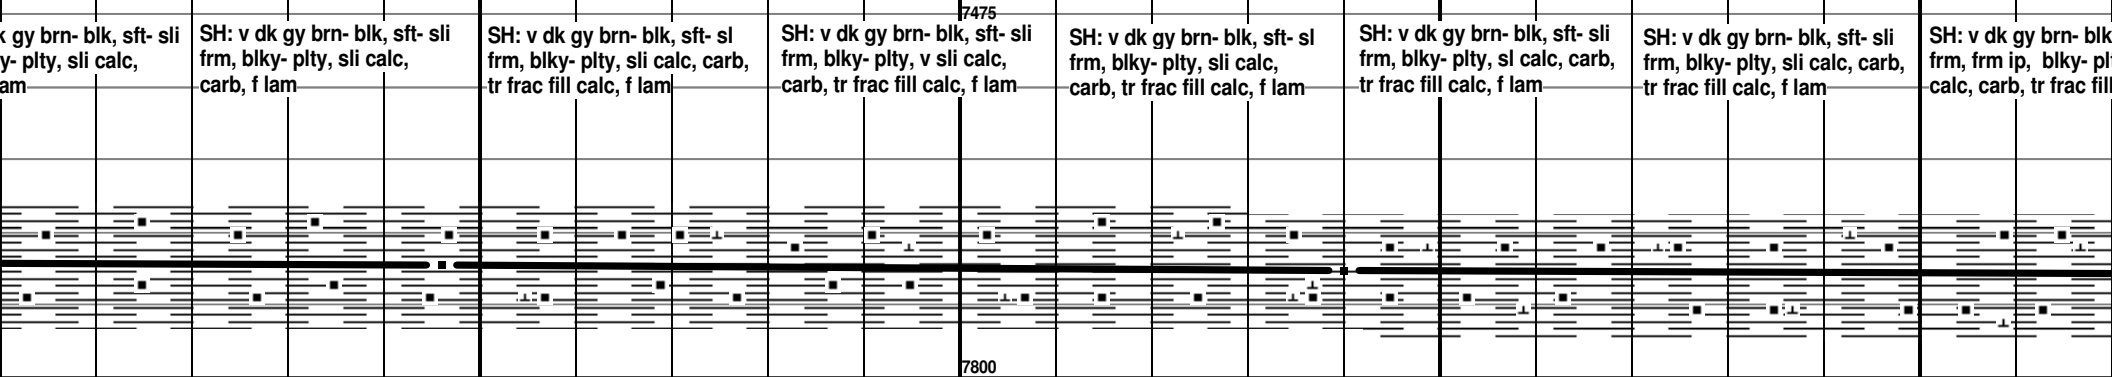 7475
k gy brn- blk, sft- sli
y- plty, sli calc,
am
SH: v dk gy brn- blk, sft- sli
frm, blky- plty, sli calc,
carb, f lam
SH: v dk gy brn- blk, sft- sl
frm, blky- plty, sli calc, carb,
tr frac fill calc, f lam
SH: v dk gy brn- blk, sft- sli
frm, blky- plty, v sli calc,
carb, tr frac fill calc, f lam
SH: v dk gy brn- blk, sft- sl
frm, blky- plty, sli calc,
carb, tr frac fill calc, f lam
SH: v dk gy brn- blk, sft- sli
frm, blky- plty, sl calc, carb,
tr frac fill calc, f lam
SH: v dk gy brn- blk, sft- sli
frm, blky- plty, sli calc, carb,
tr frac fill calc, f lam
SH: v dk gy brn- blk
frm, frm ip, blky- pl
calc, carb, tr frac fill
7800